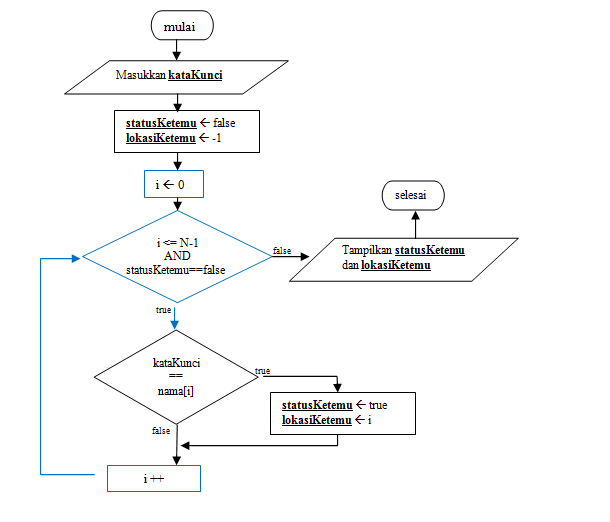 mulai
Masukkan kataKunci
statusKetemu ← false
lokasiKetemu ← -1
i ← 0
i <= N-1
AND
statusKetemu==false
false
Tampilkan statusKetemu
dan lokasiKetemu
selesai
true
kataKunci
==
nama[i]
true
statusKetemu ← true
lokasiKetemu ← i
false
i ++